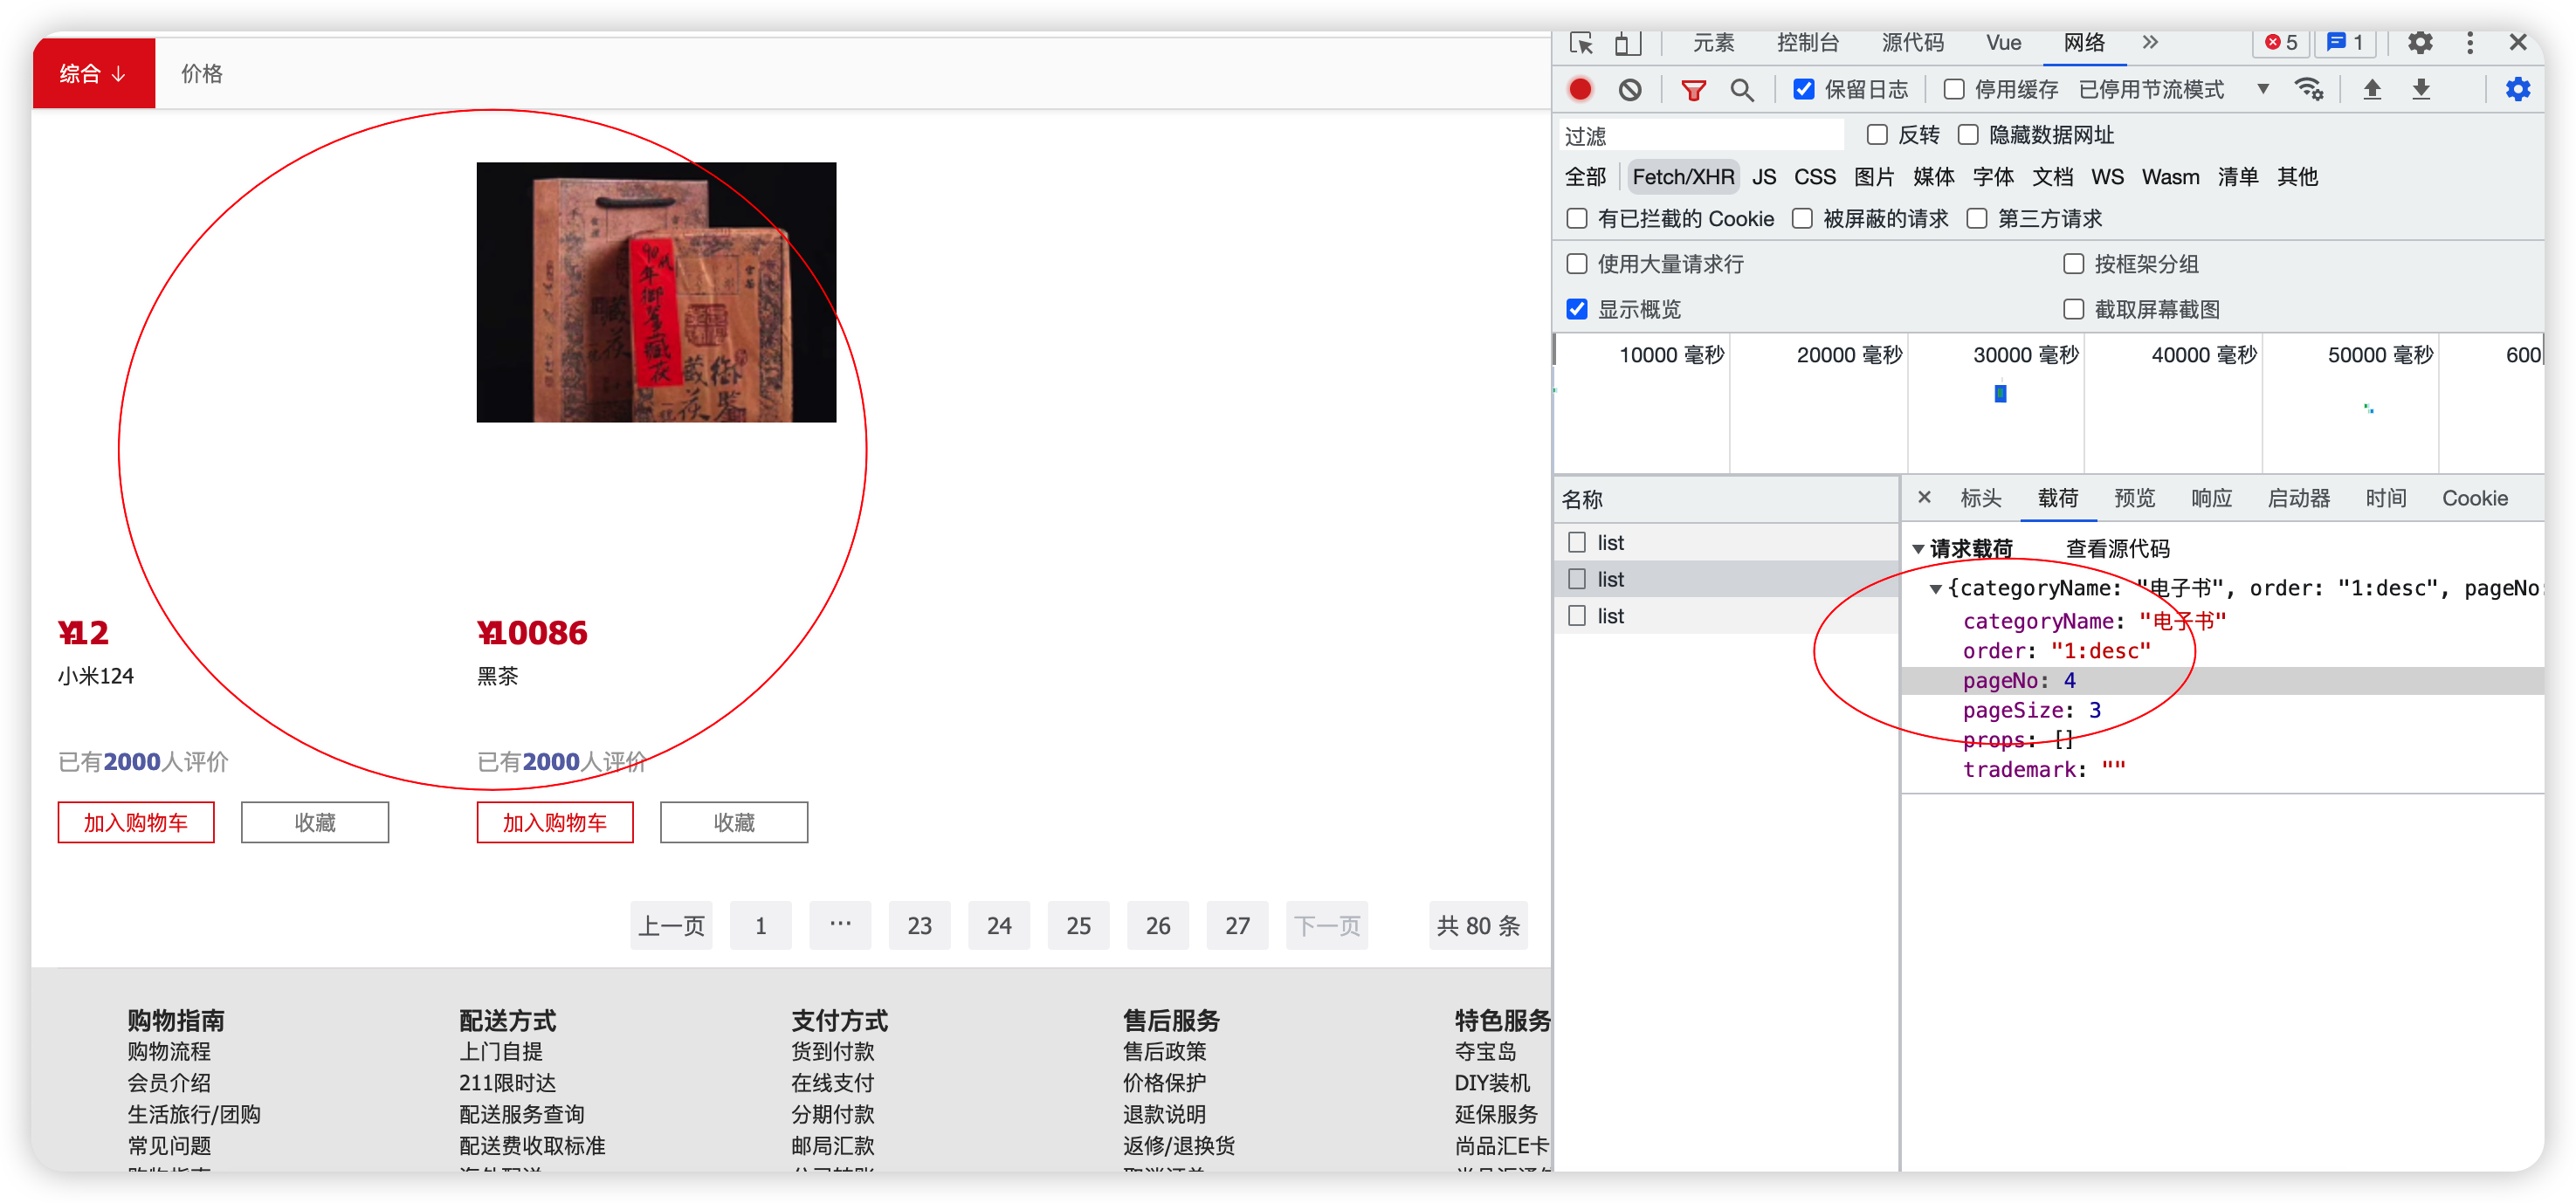 综合 ↓ 价格
90年代御鉴藏茯
¥12
小米124
已有2000人评价
加入购物车 收藏
¥10086
黑茶
已有2000人评价
加入购物车 收藏
上一页 1 … 23 24 25 26 27 下一页 共 80 条
购物指南
购物流程
会员介绍
生活旅行/团购
常见问题
配送方式
上门自提
211限时达
配送服务查询
配送费收取标准
支付方式
货到付款
在线支付
分期付款
邮局汇款
售后服务
售后政策
价格保护
退款说明
返修/退换货
特色服务
夺宝岛
DIY装机
延保服务
尚品汇E卡
元素 控制台 源代码 Vue 网络 5 1
保留日志 停用缓存 已停用节流模式
过滤 反转 隐藏数据网址
全部 Fetch/XHR JS CSS 图片 媒体 字体 文档 WS Wasm 清单 其他
有已拦截的 Cookie 被屏蔽的请求 第三方请求
使用大量请求行 按框架分组
显示概览 截取屏幕截图
10000 毫秒 20000 毫秒 30000 毫秒 40000 毫秒 50000 毫秒 600
名称
list
list
list
标头 载荷 预览 响应 启动器 时间 Cookie
请求载荷 查看源代码
{categoryName: "电子书", order: "1:desc", pageNo:
categoryName: "电子书"
order: "1:desc"
pageNo: 4
pageSize: 3
props: []
trademark: ""